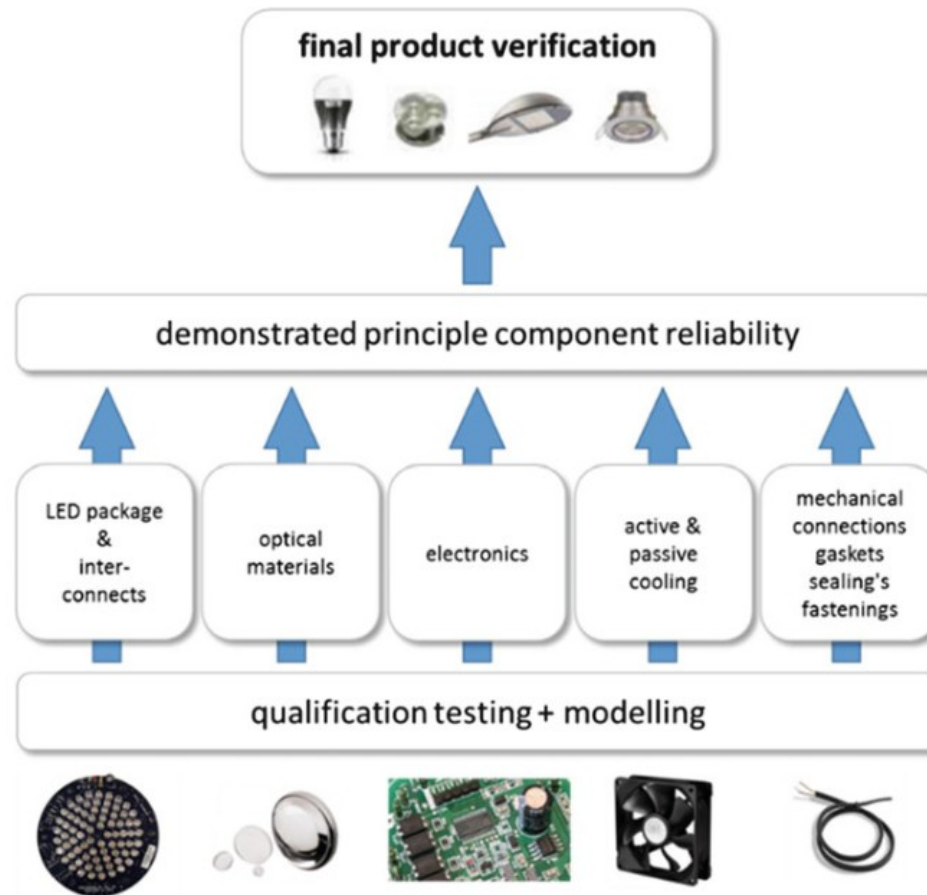 final product verification
demonstrated principle component reliability
LED package
&
inter-
connects
optical
materials
electronics
active &
passive
cooling
mechanical
connections
gaskets
sealing's
fastenings
qualification testing + modelling